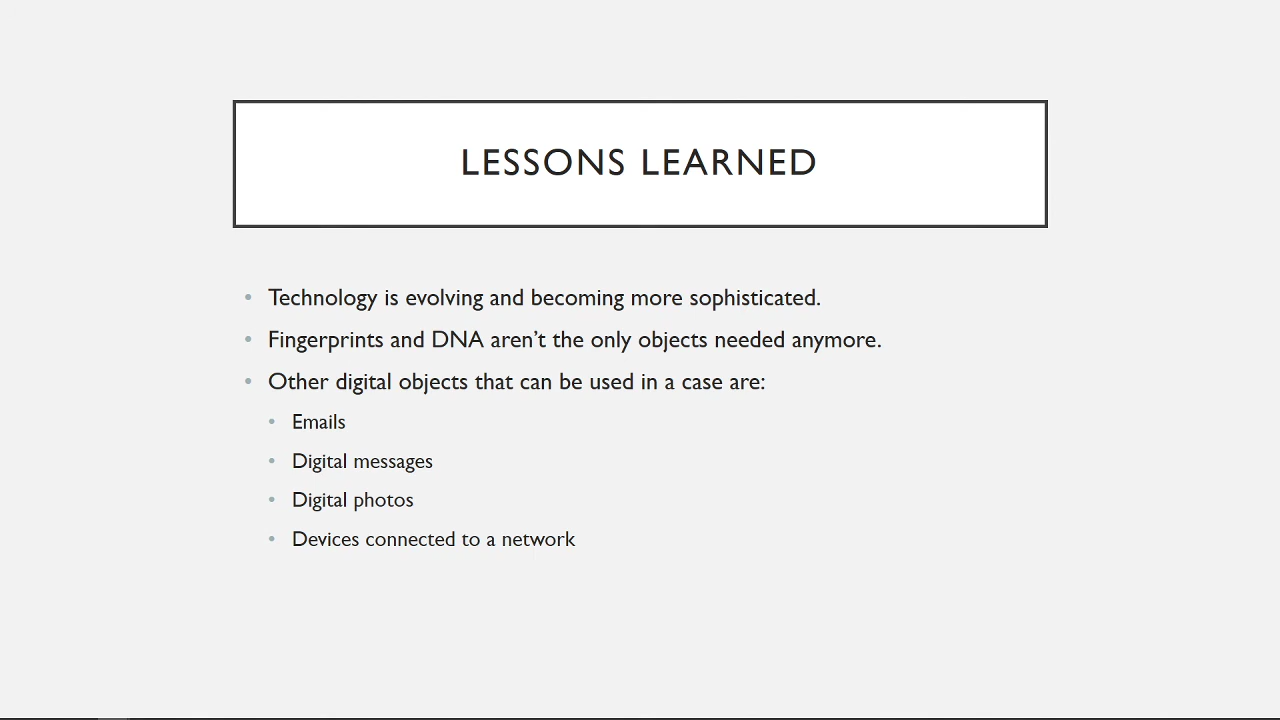 LESSONS LEARNED
• Technology is evolving and becoming more sophisticated.
• Fingerprints and DNA aren’t the only objects needed anymore.
• Other digital objects that can be used in a case are:
• Emails
• Digital messages
• Digital photos
• Devices connected to a network